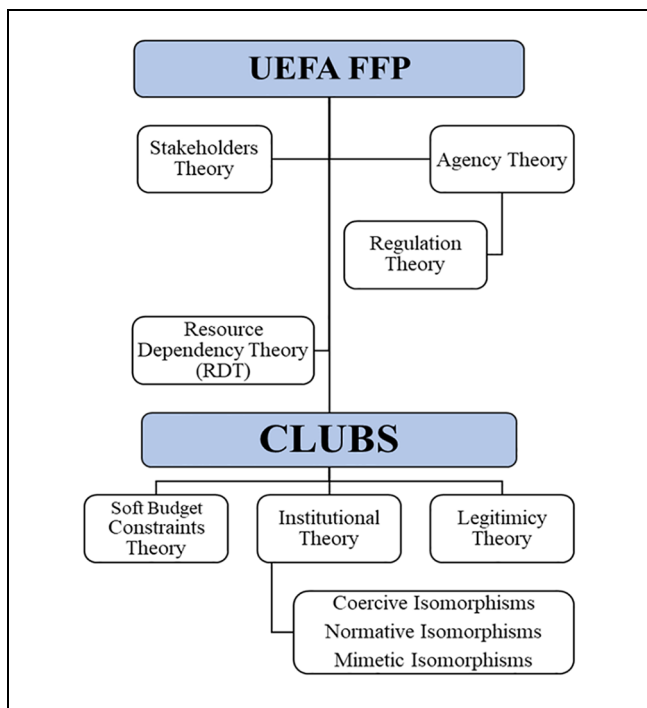 UEFA FFP
Stakeholders
Theory
Agency Theory
Regulation
Theory
Resource
Dependency Theory
(RDT)
CLUBS
Soft Budget
Constraints
Theory
Institutional
Theory
Legitimicy
Theory
Coercive Isomorphisms
Normative Isomorphisms
Mimetic Isomorphisms